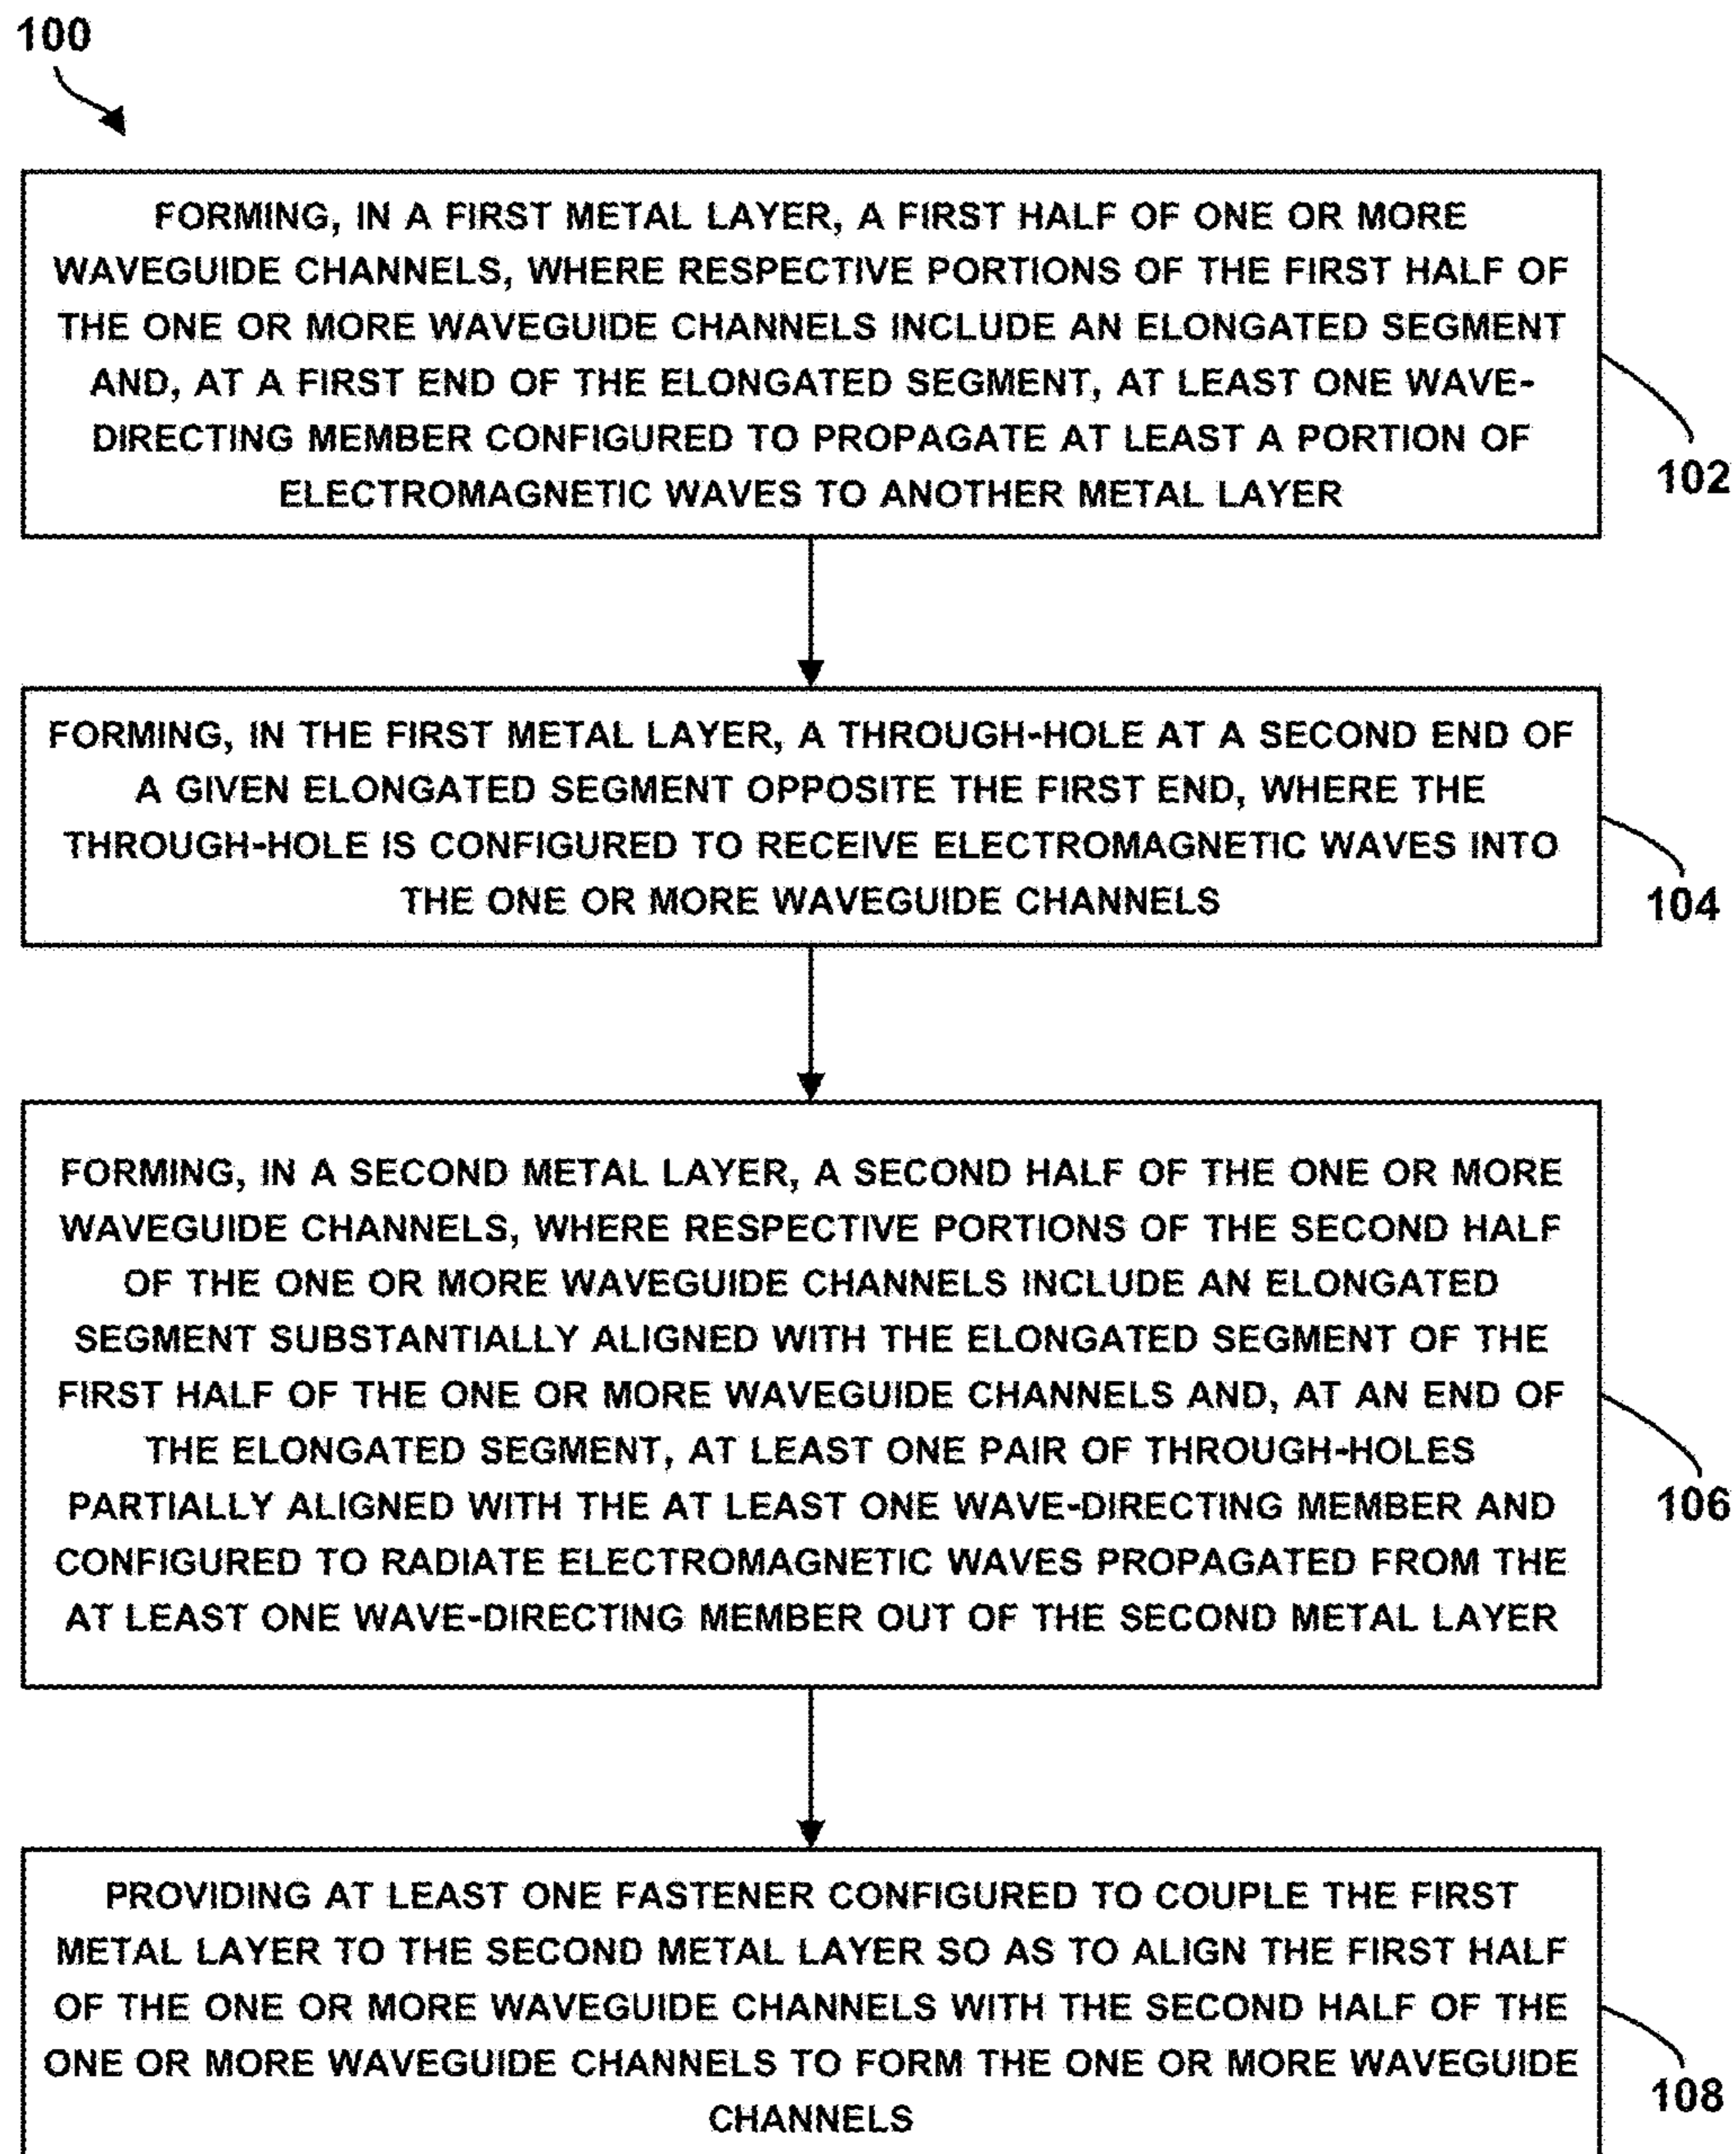 100
FORMING, IN A FIRST METAL LAYER, A FIRST HALF OF ONE OR MORE
WAVEGUIDE CHANNELS, WHERE RESPECTIVE PORTIONS OF THE FIRST HALF OF
THE ONE OR MORE WAVEGUIDE CHANNELS INCLUDE AN ELONGATED SEGMENT
AND, AT A FIRST END OF THE ELONGATED SEGMENT, AT LEAST ONE WAVE-
DIRECTING MEMBER CONFIGURED TO PROPAGATE AT LEAST A PORTION OF
ELECTROMAGNETIC WAVES TO ANOTHER METAL LAYER
102
FORMING, IN THE FIRST METAL LAYER, A THROUGH-HOLE AT A SECOND END OF
A GIVEN ELONGATED SEGMENT OPPOSITE THE FIRST END, WHERE THE
THROUGH-HOLE IS CONFIGURED TO RECEIVE ELECTROMAGNETIC WAVES INTO
THE ONE OR MORE WAVEGUIDE CHANNELS
104
FORMING, IN A SECOND METAL LAYER, A SECOND HALF OF THE ONE OR MORE
WAVEGUIDE CHANNELS, WHERE RESPECTIVE PORTIONS OF THE SECOND HALF
OF THE ONE OR MORE WAVEGUIDE CHANNELS INCLUDE AN ELONGATED
SEGMENT SUBSTANTIALLY ALIGNED WITH THE ELONGATED SEGMENT OF THE
FIRST HALF OF THE ONE OR MORE WAVEGUIDE CHANNELS AND, AT AN END OF
THE ELONGATED SEGMENT, AT LEAST ONE PAIR OF THROUGH-HOLES
PARTIALLY ALIGNED WITH THE AT LEAST ONE WAVE-DIRECTING MEMBER AND
CONFIGURED TO RADIATE ELECTROMAGNETIC WAVES PROPAGATED FROM THE
AT LEAST ONE WAVE-DIRECTING MEMBER OUT OF THE SECOND METAL LAYER
106
PROVIDING AT LEAST ONE FASTENER CONFIGURED TO COUPLE THE FIRST
METAL LAYER TO THE SECOND METAL LAYER SO AS TO ALIGN THE FIRST HALF
OF THE ONE OR MORE WAVEGUIDE CHANNELS WITH THE SECOND HALF OF THE
ONE OR MORE WAVEGUIDE CHANNELS TO FORM THE ONE OR MORE WAVEGUIDE
CHANNELS
108